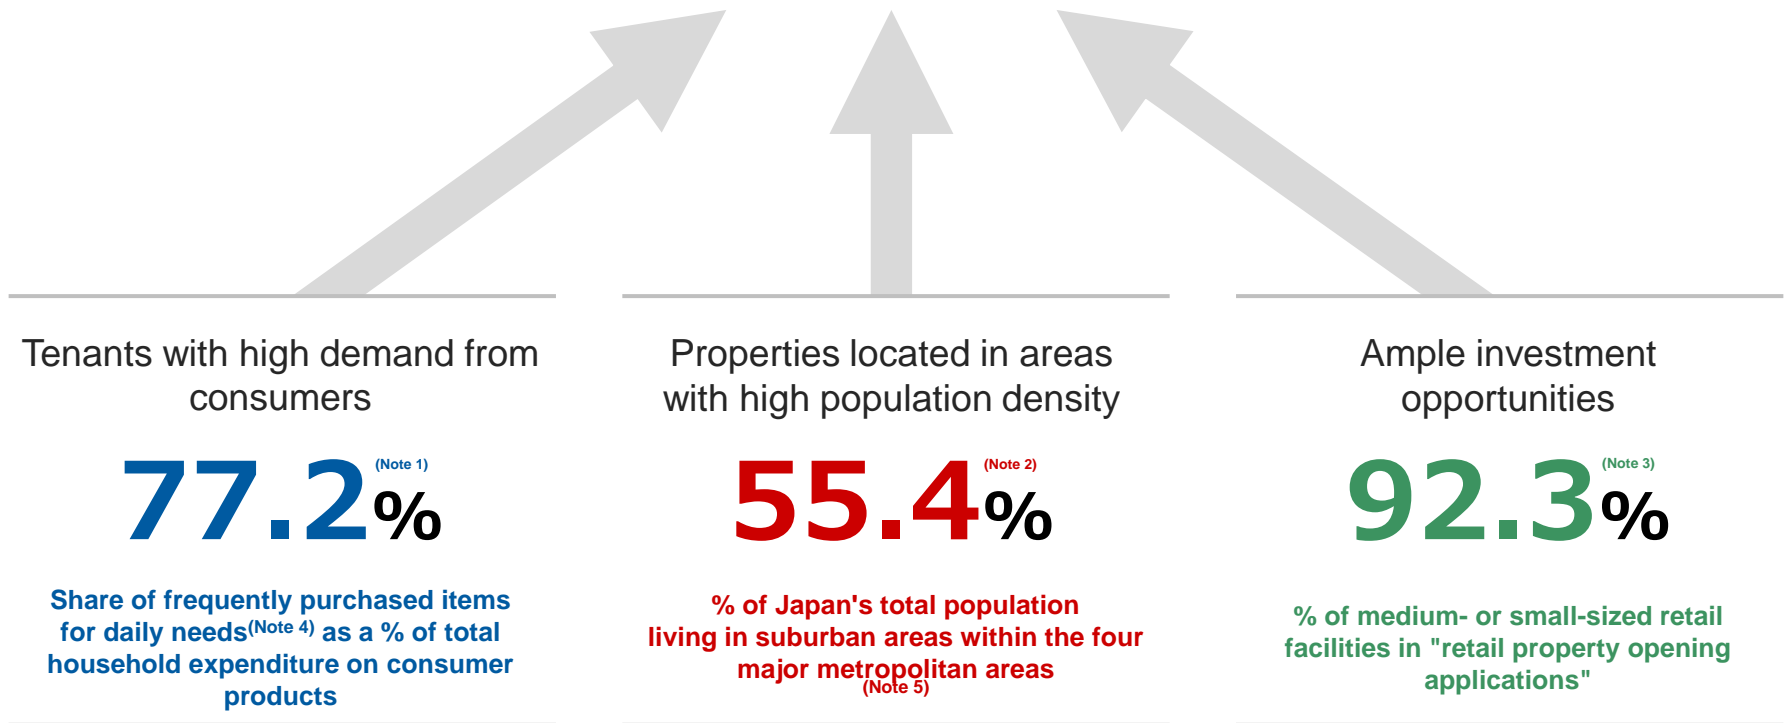 Tenants with high demand from
consumers
77.2% (Note 1)
Share of frequently purchased items
for daily needs(Note 4) as a % of total
household expenditure on consumer
products
Properties located in areas
with high population density
55.4% (Note 2)
% of Japan's total population
living in suburban areas within the four
major metropolitan areas
(Note 5)
Ample investment
opportunities
92.3% (Note 3)
% of medium- or small-sized retail
facilities in "retail property opening
applications"